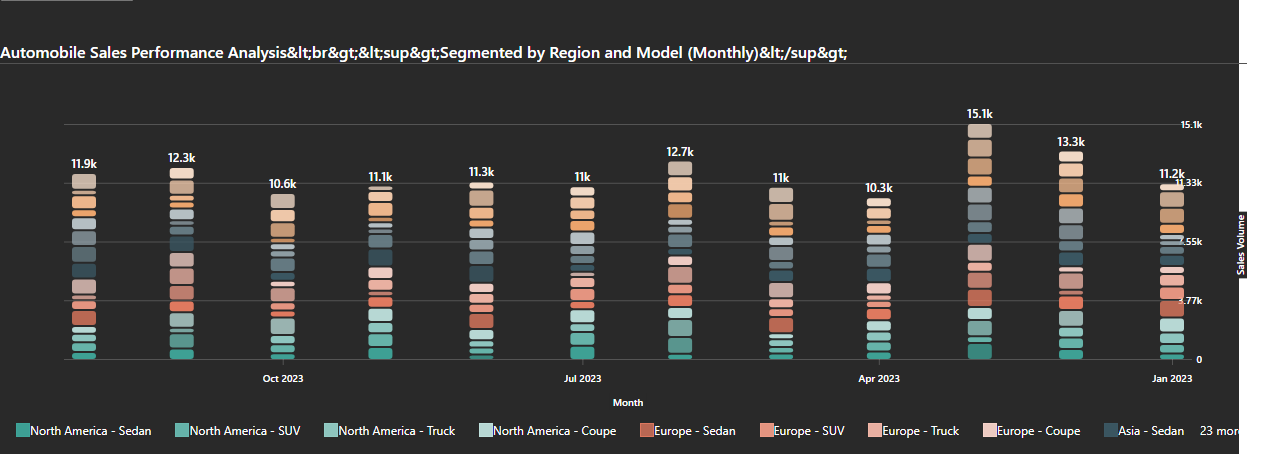 Automobile Sales Performance Analysis&lt;br&gt;&lt;sup&gt;Segmented by Region and Model (Monthly)&lt;/sup&gt;
15.1k
15.1k
13.3k
12.7k
12.3k
11.9k
11.3k
11.2k
11.1k
11k
11k
11.33k
10.6k
10.3k
7.55k
Sales Volume
3.77k
0
Oct 2023
Jul 2023
Apr 2023
Jan 2023
Month
North America - Sedan
North America - SUV
North America - Truck
North America - Coupe
Europe - Sedan
Europe - SUV
Europe - Truck
Europe - Coupe
Asia - Sedan
23 more